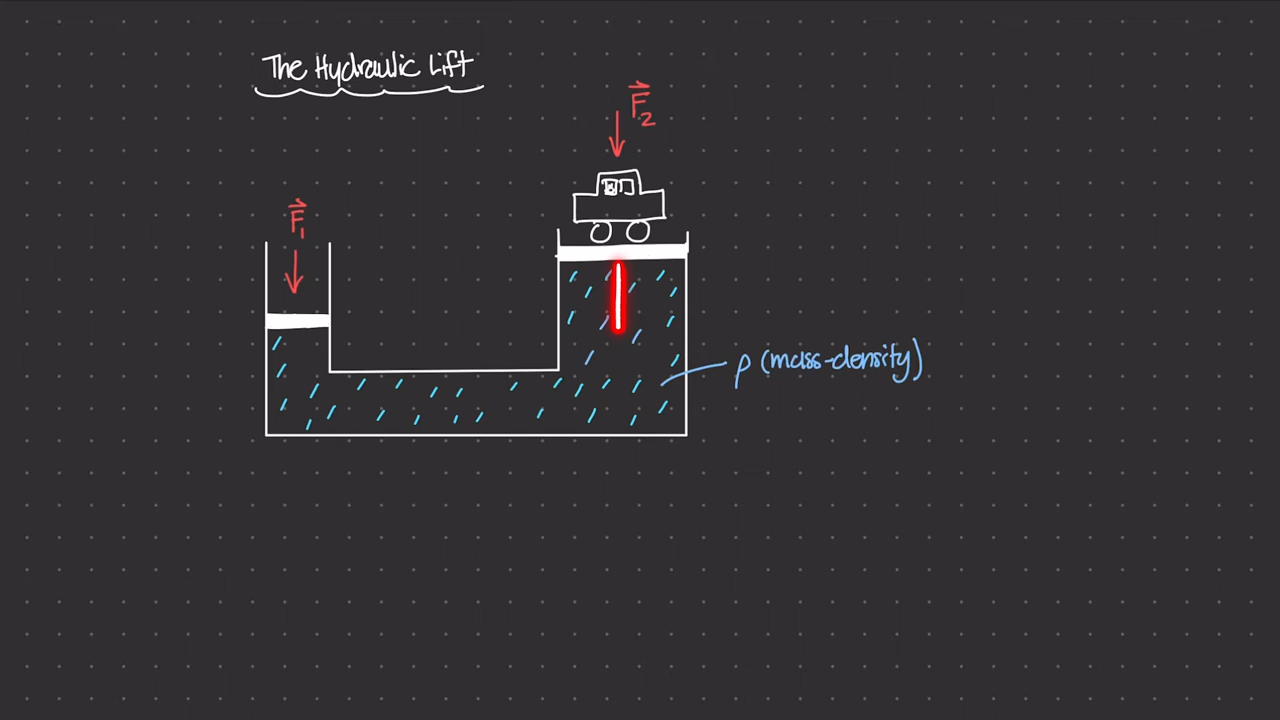 The Hydraulic Lift
F⃗₂
F⃗₁
ρ (mass-density)